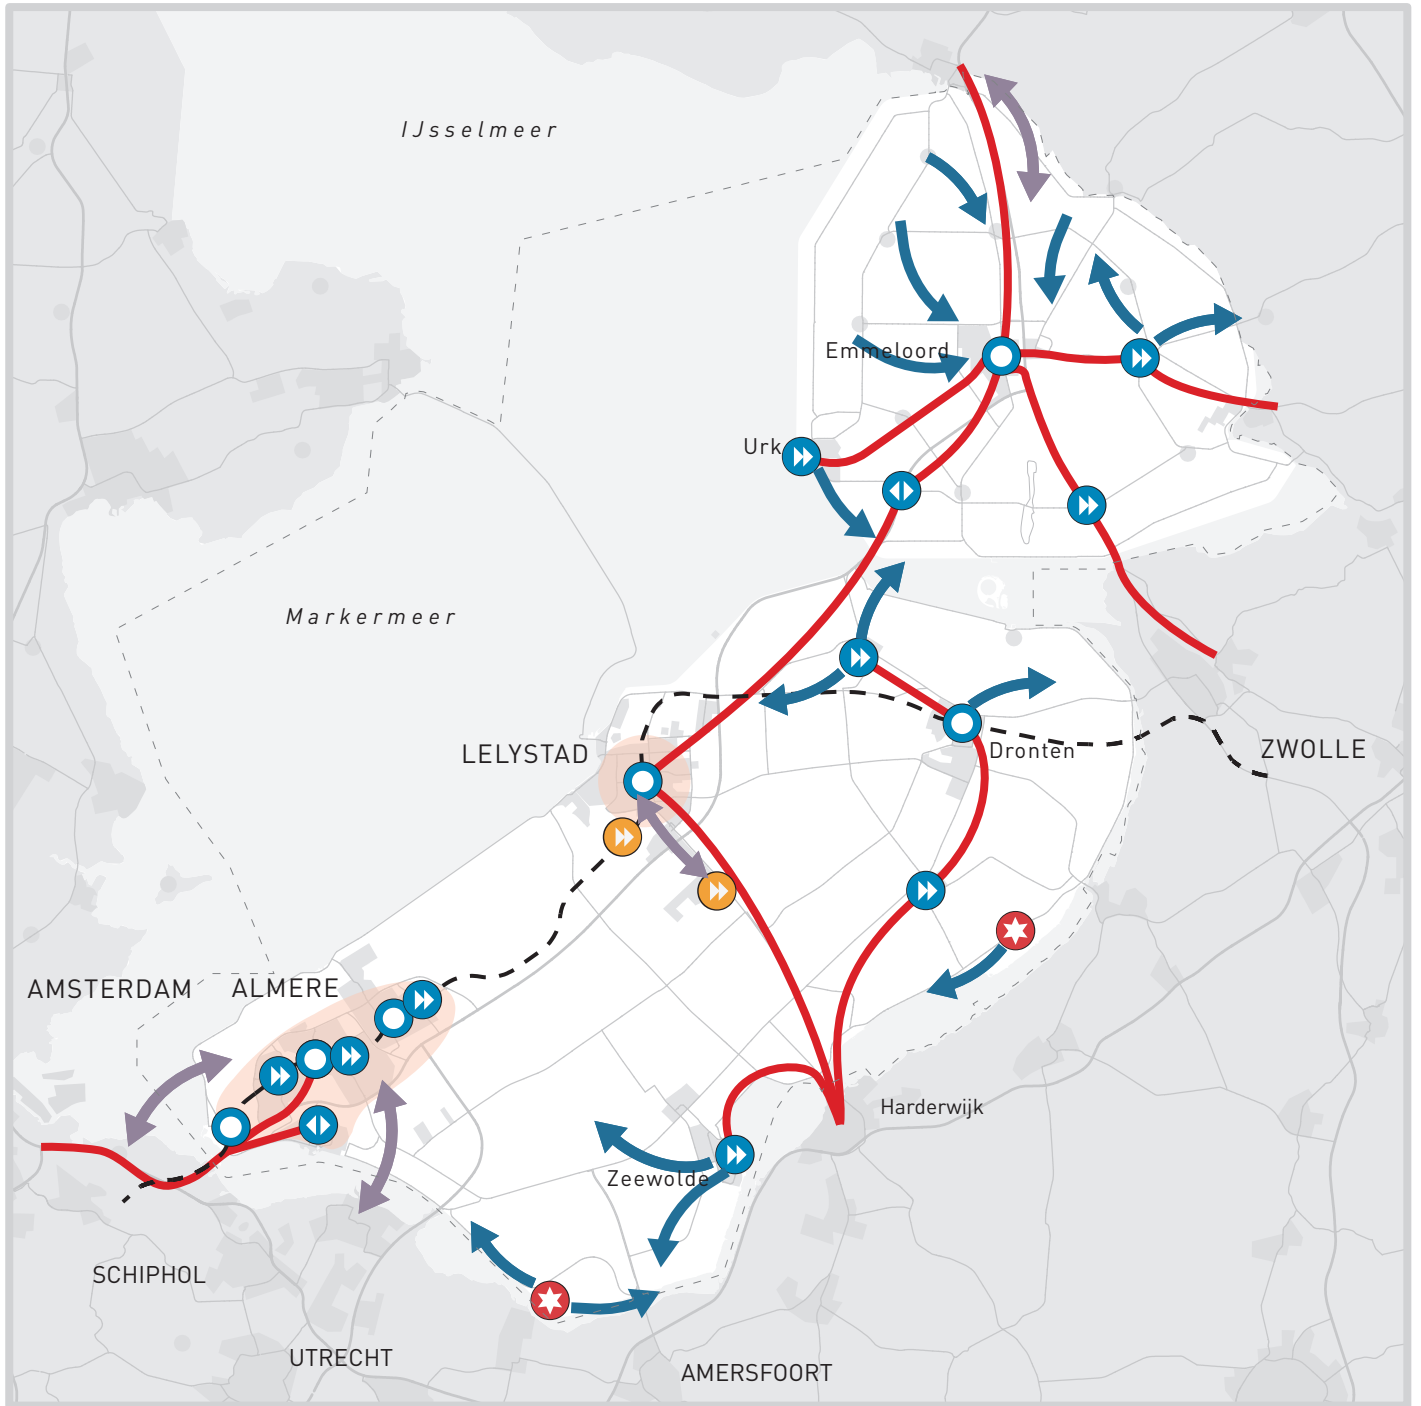 IJsselmeer
Emmeloord
Urk
Markermeer
LELYSTAD
Dronten
ZWOLLE
AMSTERDAM
ALMERE
Harderwijk
Zeewolde
SCHIPHOL
UTRECHT
AMERSFOORT